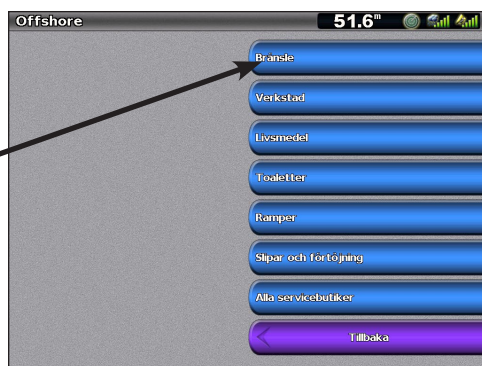 Offshore 51.6m
Bränsle
Verkstad
Livsmedel
Toaletter
Ramper
Slipar och förtöjning
Alla servicebutiker
Tillbaka